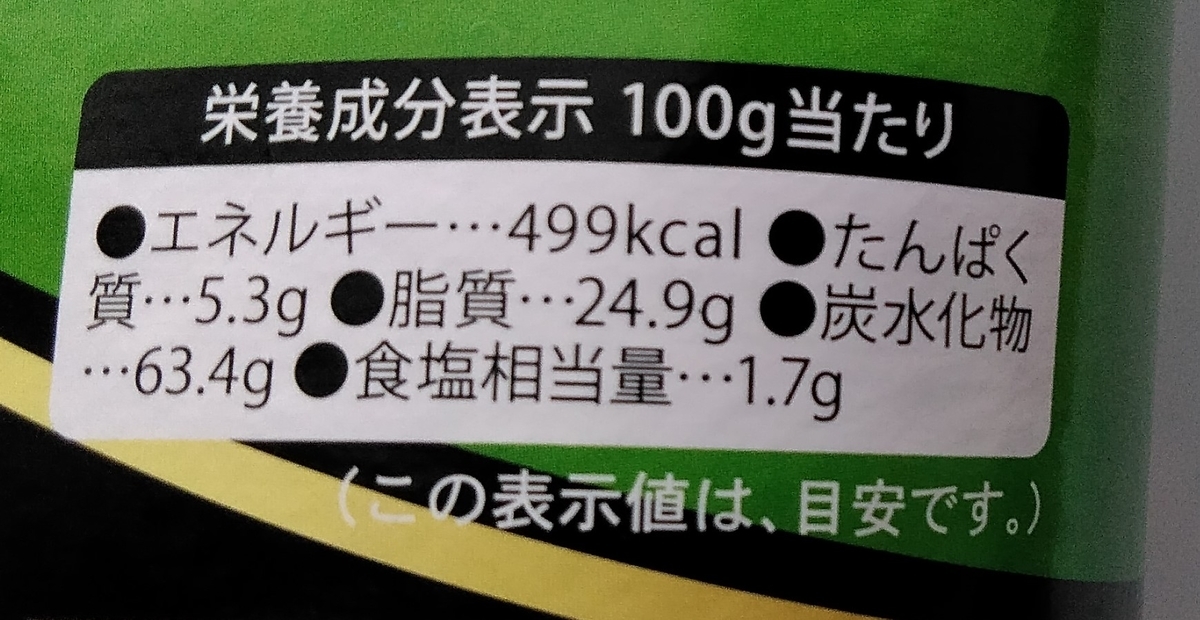 栄養成分表示 100g当たり
●エネルギー…499kcal ●たんぱく
質…5.3g ●脂質…24.9g ●炭水化物
…63.4g ●食塩相当量…1.7g
(この表示値は、目安です。)